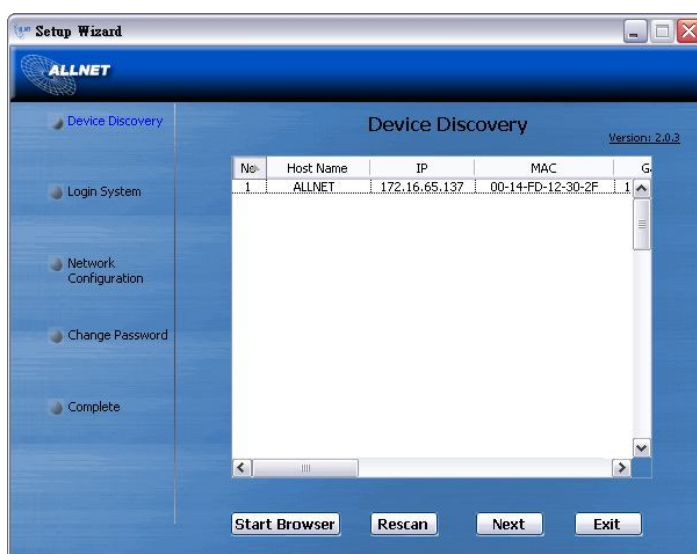 Setup Wizard
ALLNET
Device Discovery
Login System
Network
Configuration
Change Password
Complete
Device Discovery
Version: 2.0.3
No Host Name IP MAC
1 ALLNET 172.16.65.137 00-14-FD-12-30-2F 1
Start Browser Rescan Next Exit